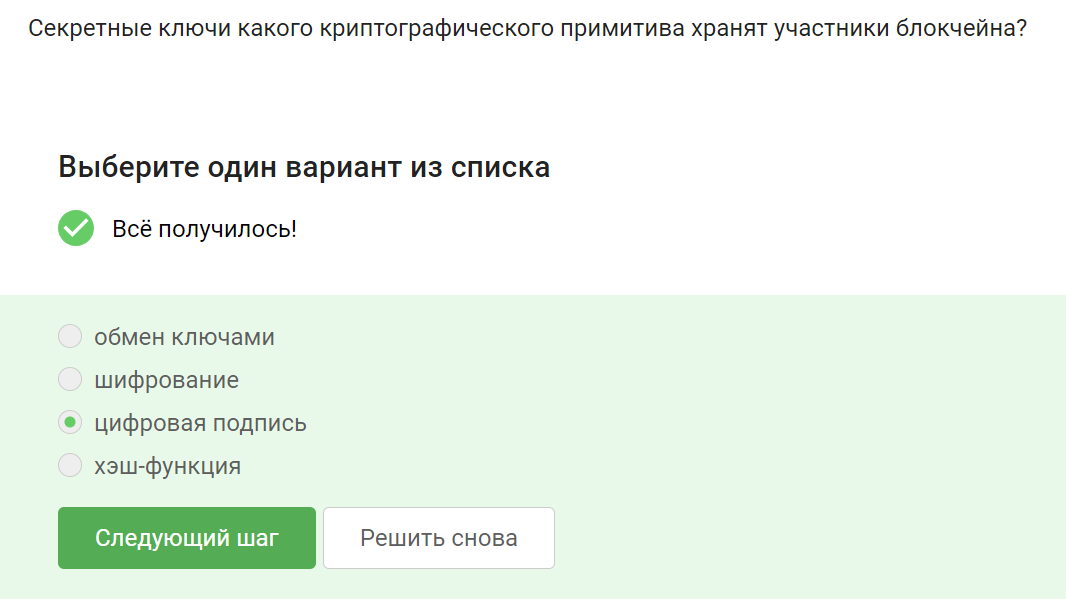 Секретные ключи какого криптографического примитива хранят участники блокчейна?
Выберите один вариант из списка
Всё получилось!
обмен ключами
шифрование
цифровая подпись
хэш-функция
Следующий шаг
Решить снова